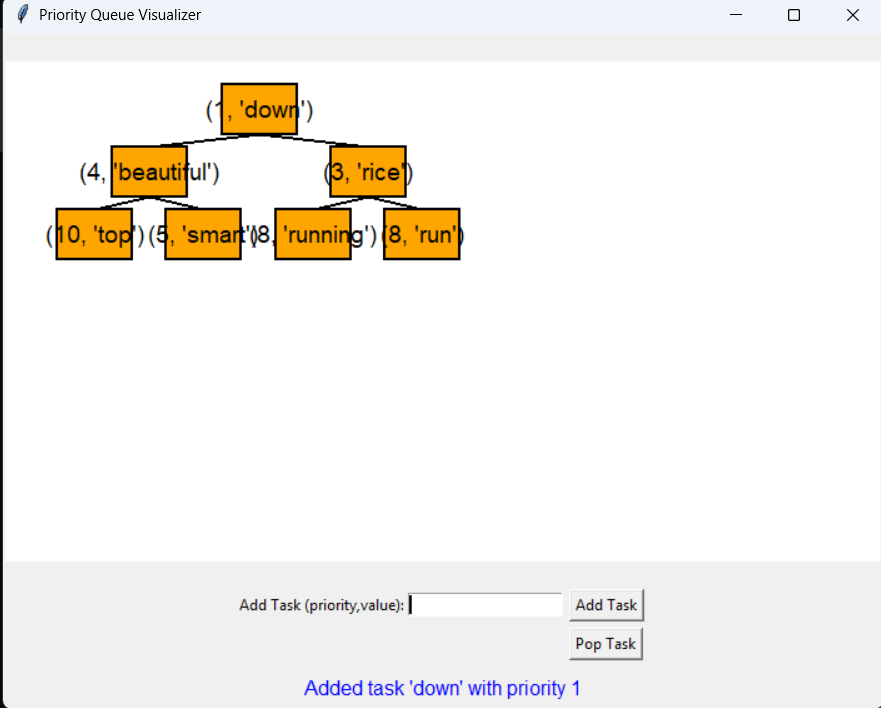 Priority Queue Visualizer
(1, 'down')
(4, 'beautiful') (3, 'rice')
(10, 'top') (5, 'smart') (8, 'running') (8, 'run')
Add Task (priority,value): Add Task
Pop Task
Added task 'down' with priority 1